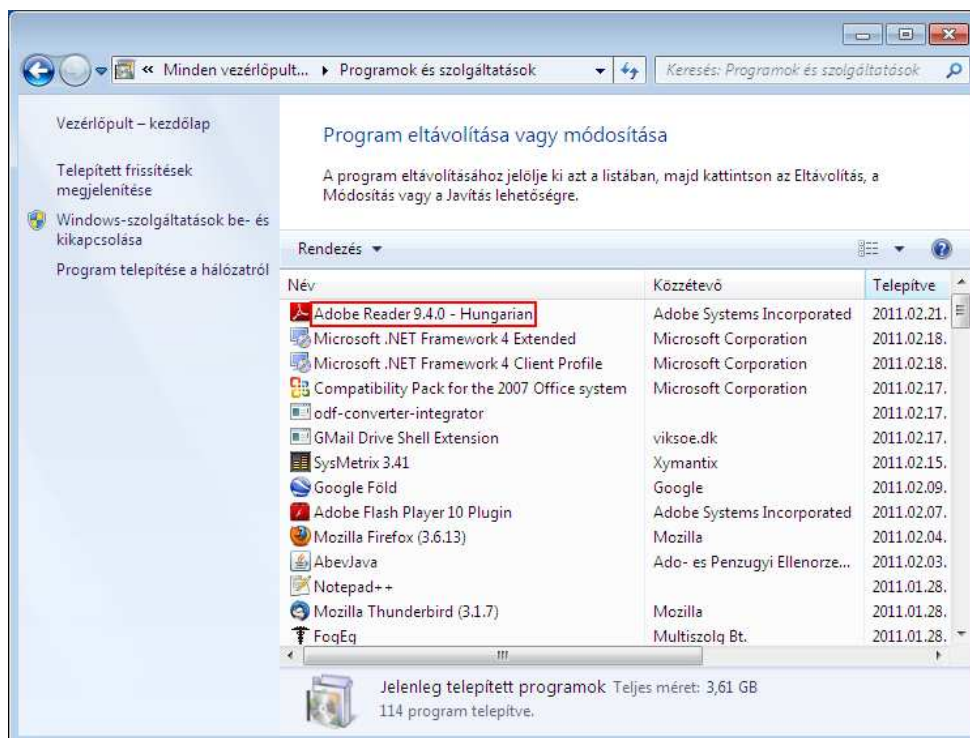 « Minden vezérlőpult... ▸ Programok és szolgáltatások
Keresés: Programok és szolgáltatások
Vezérlőpult – kezdőlap
Telepített frissítések
megjelenítése
Windows-szolgáltatások be- és
kikapcsolása
Program telepítése a hálózatról
Program eltávolítása vagy módosítása
A program eltávolításához jelölje ki azt a listában, majd kattintson az Eltávolítás, a
Módosítás vagy a Javítás lehetőségre.
Rendezés
Név Közzétevő Telepítve
Adobe Reader 9.4.0 - Hungarian Adobe Systems Incorporated 2011.02.21.
Microsoft .NET Framework 4 Extended Microsoft Corporation 2011.02.18.
Microsoft .NET Framework 4 Client Profile Microsoft Corporation 2011.02.18.
Compatibility Pack for the 2007 Office system Microsoft Corporation 2011.02.17.
odf-converter-integrator 2011.02.17.
GMail Drive Shell Extension viksoe.dk 2011.02.17.
SysMetrix 3.41 Xymantix 2011.02.15.
Google Föld Google 2011.02.09.
Adobe Flash Player 10 Plugin Adobe Systems Incorporated 2011.02.07.
Mozilla Firefox (3.6.13) Mozilla 2011.02.04.
AbevJava Ado- es Penzugyi Ellenorze... 2011.02.03.
Notepad++ 2011.01.28.
Mozilla Thunderbird (3.1.7) Mozilla 2011.01.28.
FogEg Multiszolg Bt. 2011.01.28.
Jelenleg telepített programok Teljes méret: 3,61 GB
114 program telepítve.